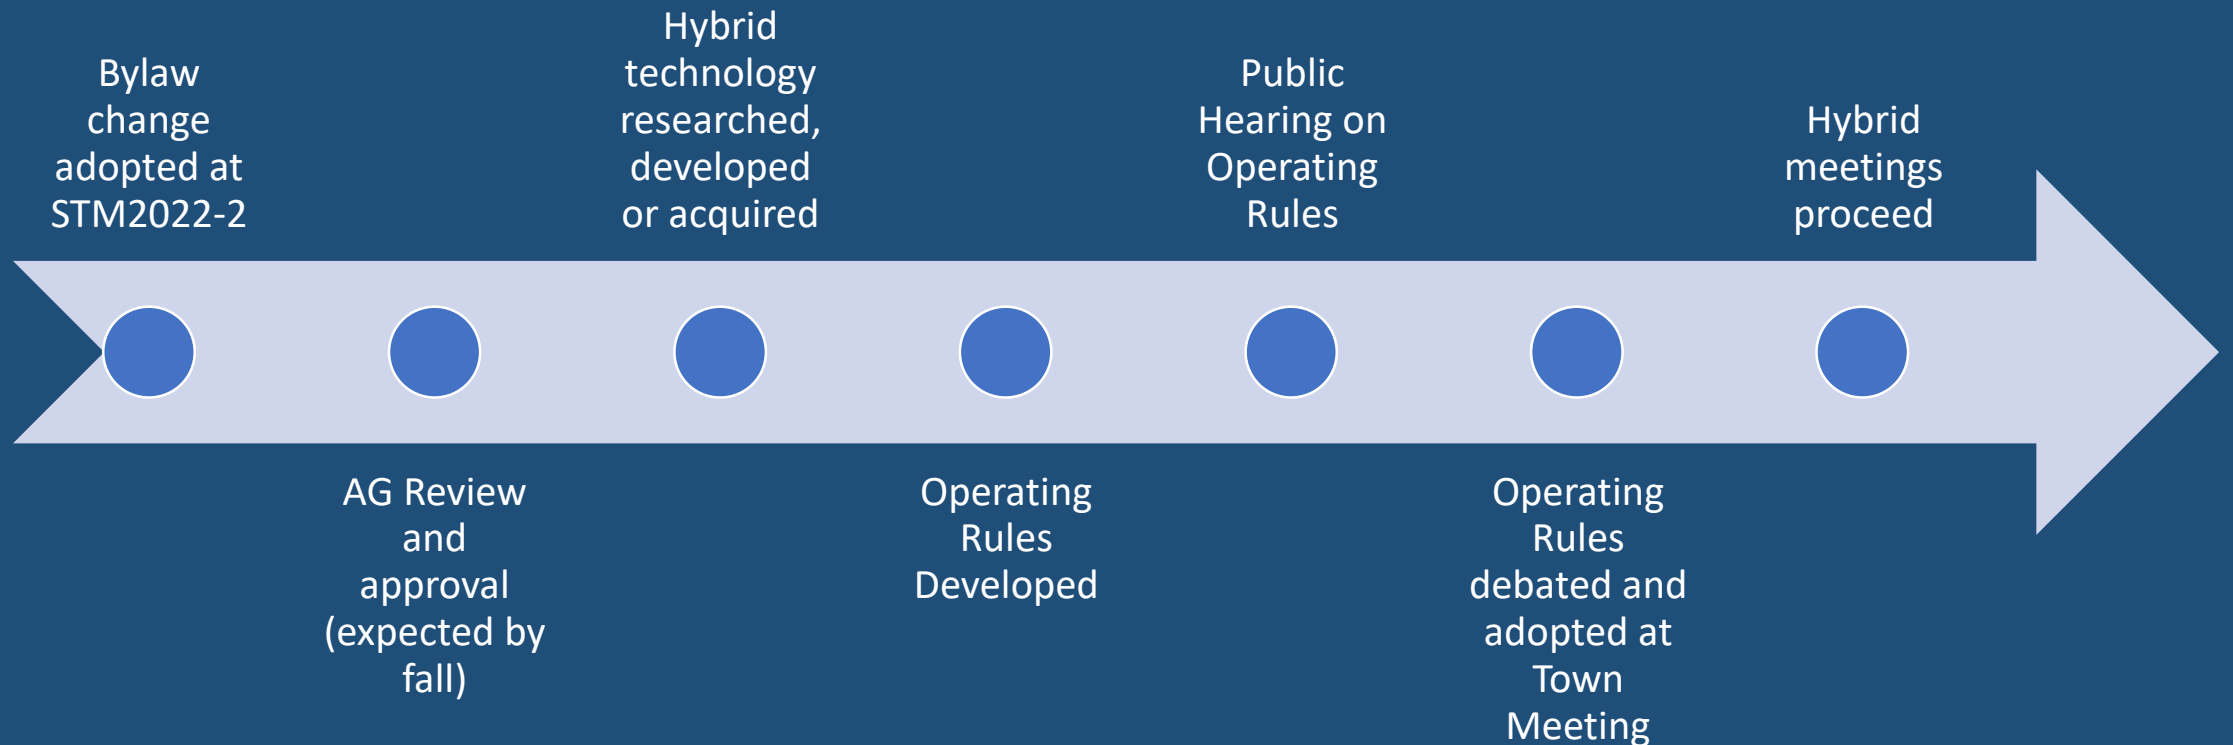 Bylaw
change
adopted at
STM2022-2
AG Review
and
approval
(expected by
fall)
Hybrid
technology
researched,
developed
or acquired
Operating
Rules
Developed
Public
Hearing on
Operating
Rules
Operating
Rules
debated and
adopted at
Town
Meeting
Hybrid
meetings
proceed